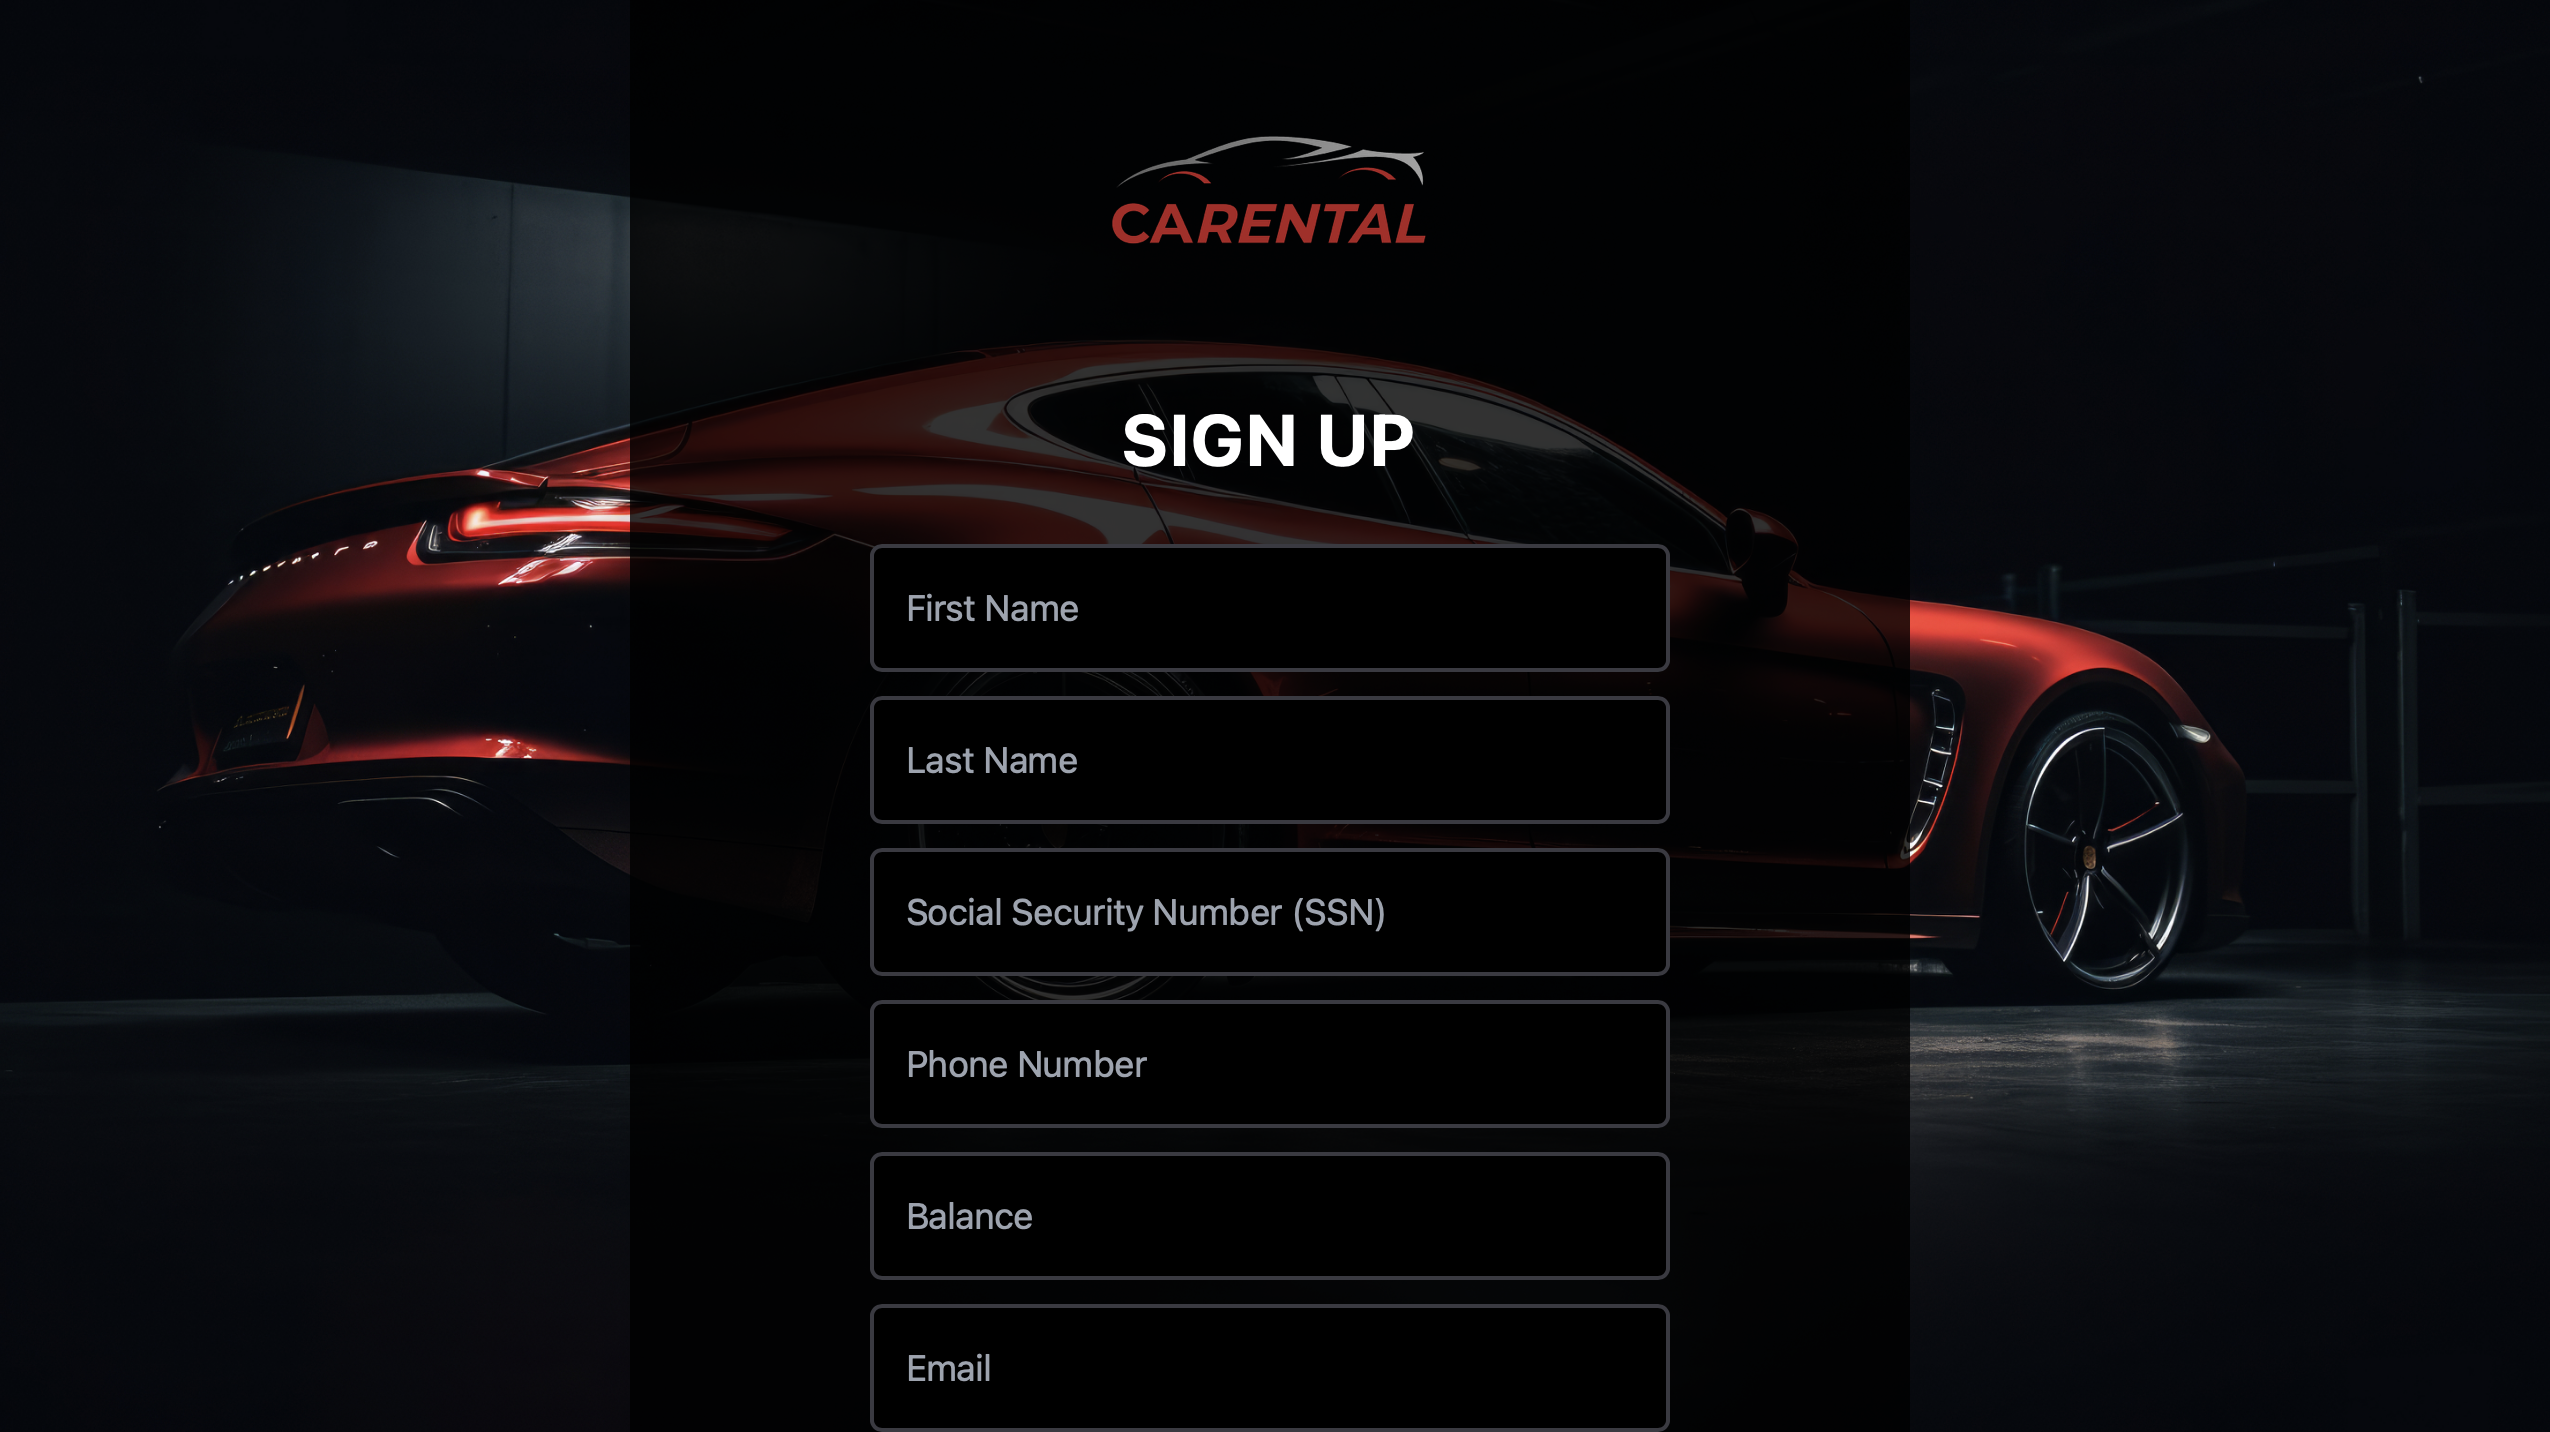 CARENTAL
SIGN UP
First Name
Last Name
Social Security Number (SSN)
Phone Number
Balance
Email